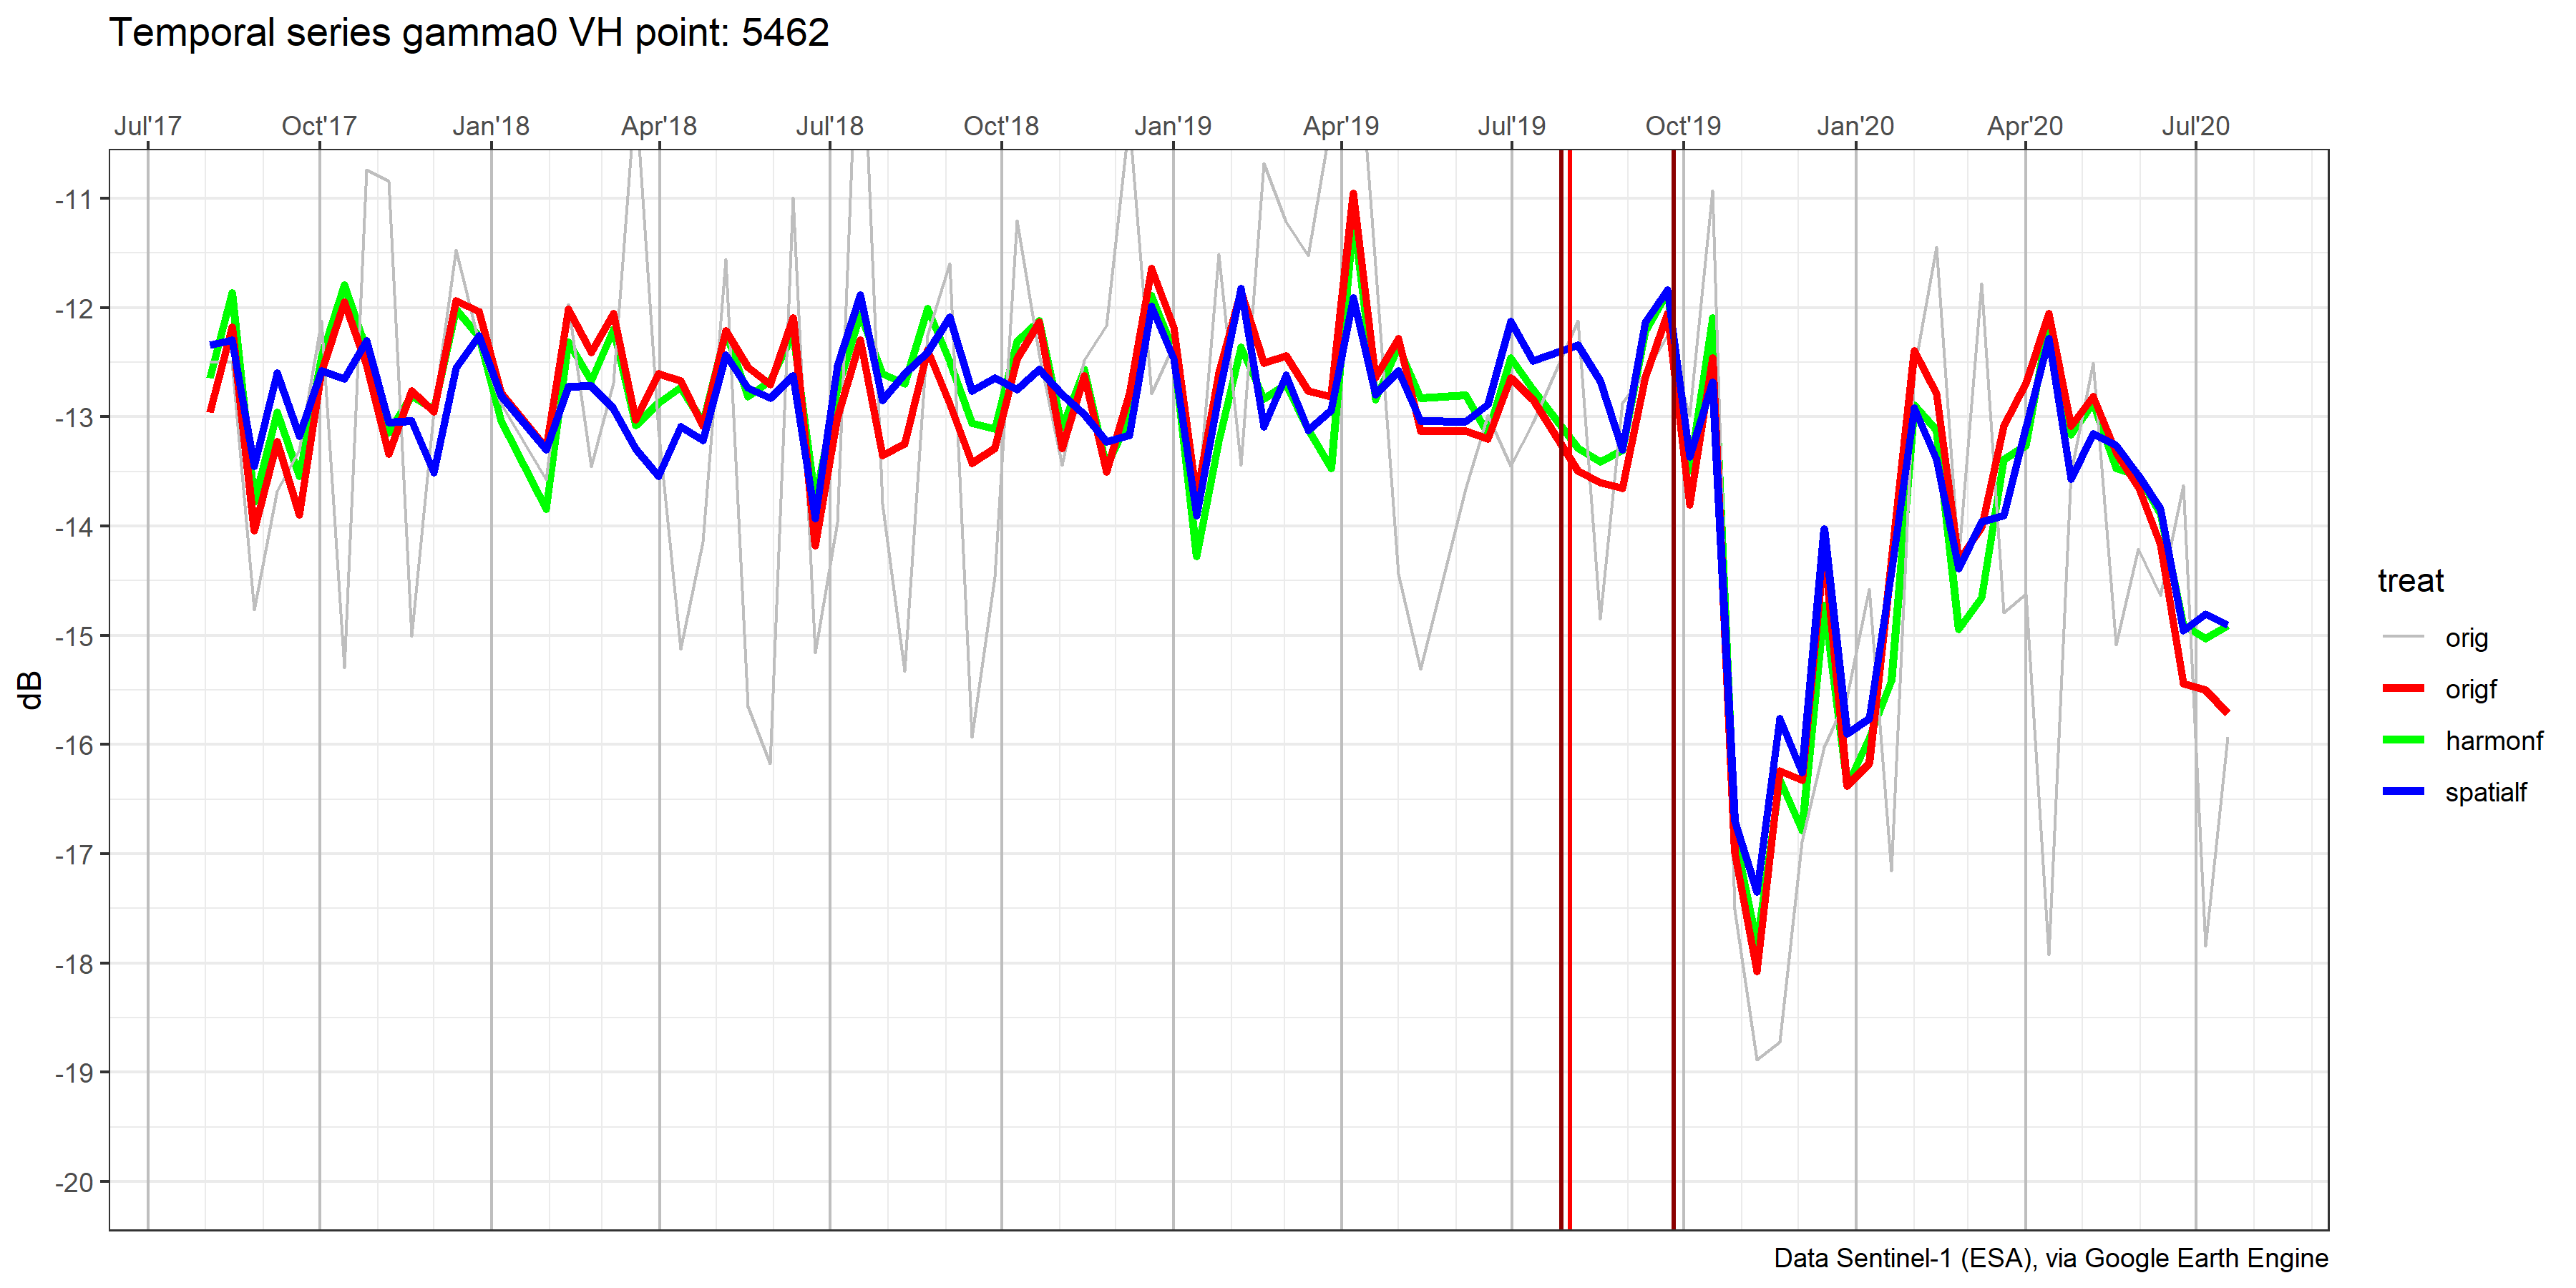 Temporal series gamma0 VH point: 5462
Jul'17 Oct'17 Jan'18 Apr'18 Jul'18 Oct'18 Jan'19 Apr'19 Jul'19 Oct'19 Jan'20 Apr'20 Jul'20
-11
-12
-13
-14
-15
-16
-17
-18
-19
-20
dB
treat
orig
origf
harmonf
spatialf
Data Sentinel-1 (ESA), via Google Earth Engine